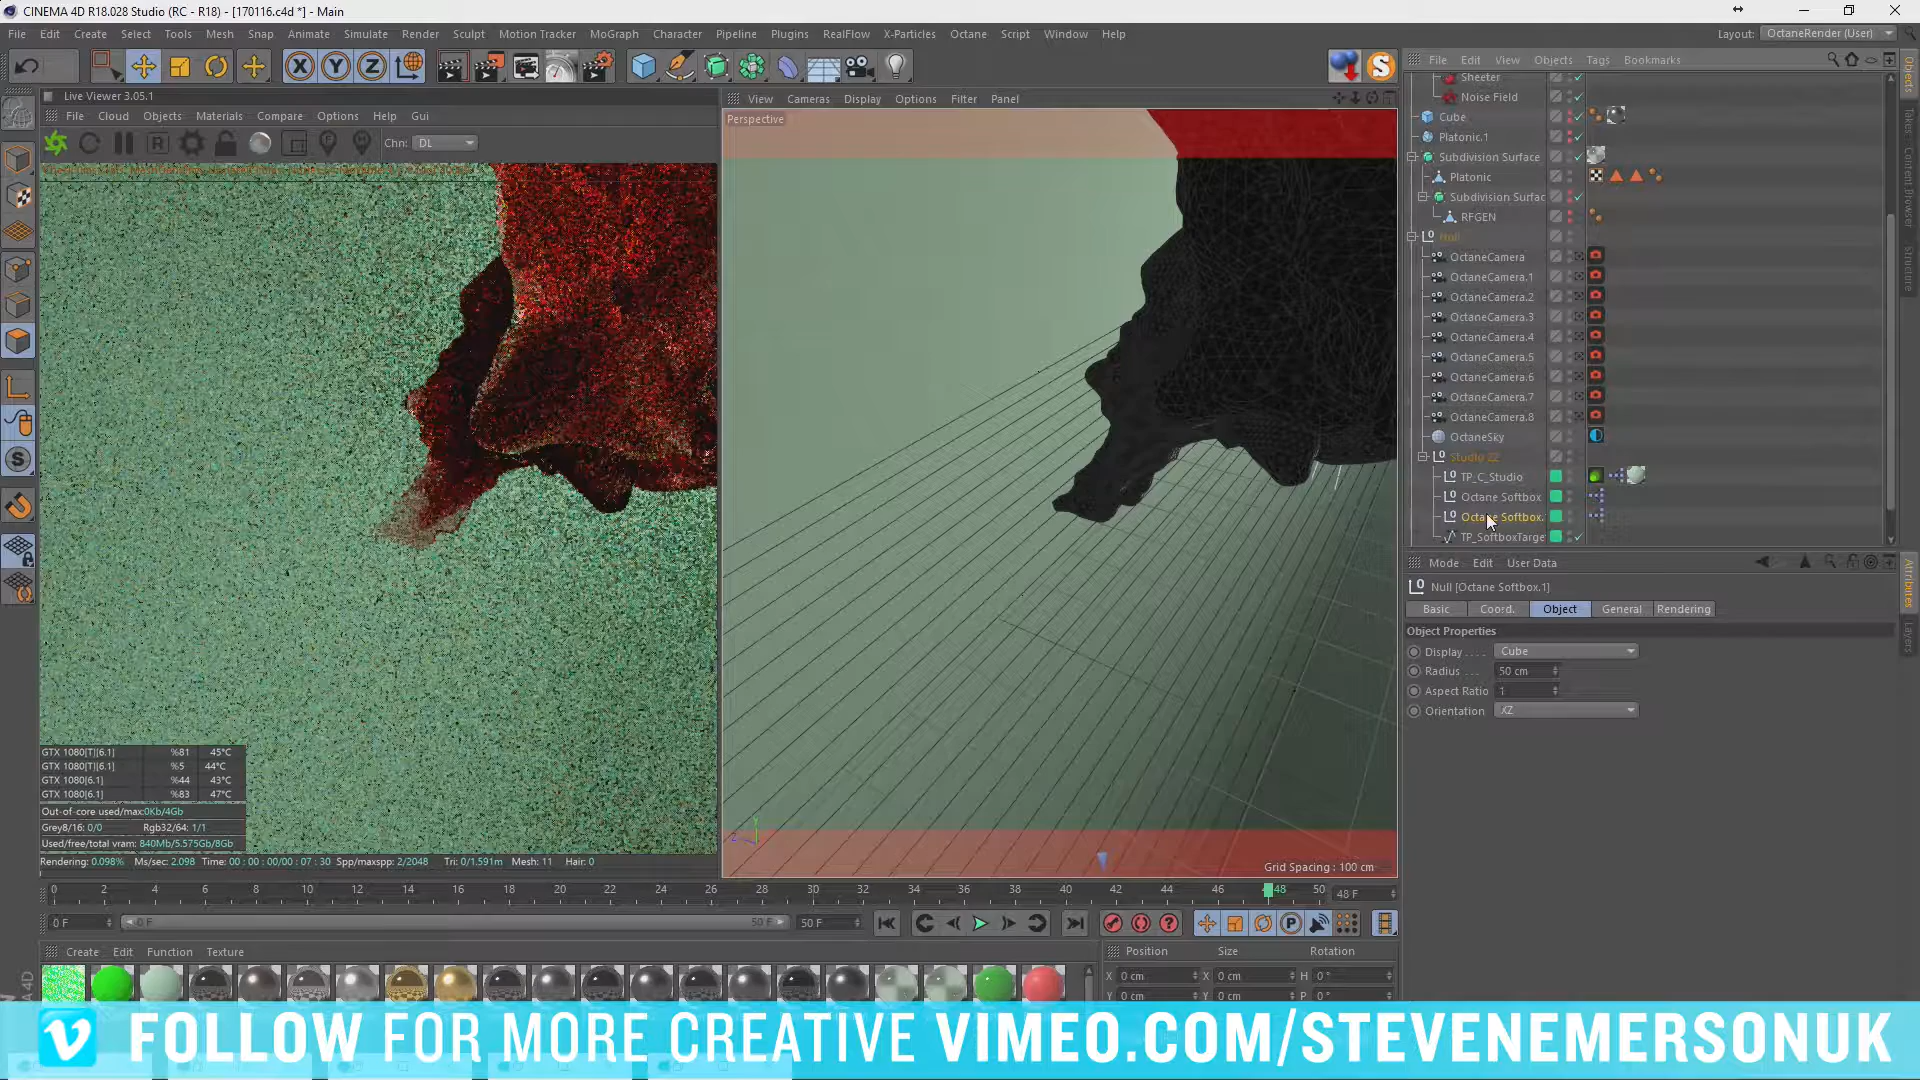 CINEMA 4D R18.028 Studio (RC - R18) - [170116.c4d *] - Main
File Edit Create Select Tools Mesh Snap Animate Simulate Render Sculpt Motion Tracker MoGraph Character Pipeline Plugins RealFlow X-Particles Octane Script Window Help
Layout: OctaneRender (User)
Live Viewer 3.05.1
File Cloud Objects Materials Compare Options Help Gui
Chn: DL
View Cameras Display Options Filter Panel
Perspective
Grid Spacing : 100 cm
GTX 1080[T][6.1] %81 45°C
GTX 1080[T][6.1] %5 44°C
GTX 1080[6.1] %44 43°C
GTX 1080[6.1] %83 47°C
Out-of-core used/max:0Kb/4Gb
Grey8/16: 0/0 Rgb32/64: 1/1
Used/free/total vram: 840Mb/5.575Gb/8Gb
Rendering: 0.098% Ms/sec: 2.098 Time: 00 : 00 : 00/00 : 07 : 30 Spp/maxspp: 2/2048 Tri: 0/1.591m Mesh: 11 Hair: 0
File Edit View Objects Tags Bookmarks
Sheeter
Noise Field
Cube
Platonic.1
Subdivision Surface
Platonic
Subdivision Surfac
RFGEN
Null
OctaneCamera
OctaneCamera.1
OctaneCamera.2
OctaneCamera.3
OctaneCamera.4
OctaneCamera.5
OctaneCamera.6
OctaneCamera.7
OctaneCamera.8
OctaneSky
Studio 22
TP_C_Studio
Octane Softbox
Octane Softbox.
TP_SoftboxTarge
Objects
Takes
Content Browser
Structure
Mode Edit User Data
Null [Octane Softbox.1]
Basic Coord. Object General Rendering
Object Properties
Display . . . . Cube
Radius . . . 50 cm
Aspect Ratio 1
Orientation XZ
Attributes
Layers
0 2 4 6 8 10 12 14 16 18 20 22 24 26 28 30 32 34 36 38 40 42 44 46 48 50 48 F
0 F 0 F 50 F 50 F
Create Edit Function Texture
Position Size Rotation
X 0 cm X 0 cm H 0°
Y 0 cm Y 0 cm P 0°
FOLLOW FOR MORE CREATIVE VIMEO.COM/STEVENEMERSONUK